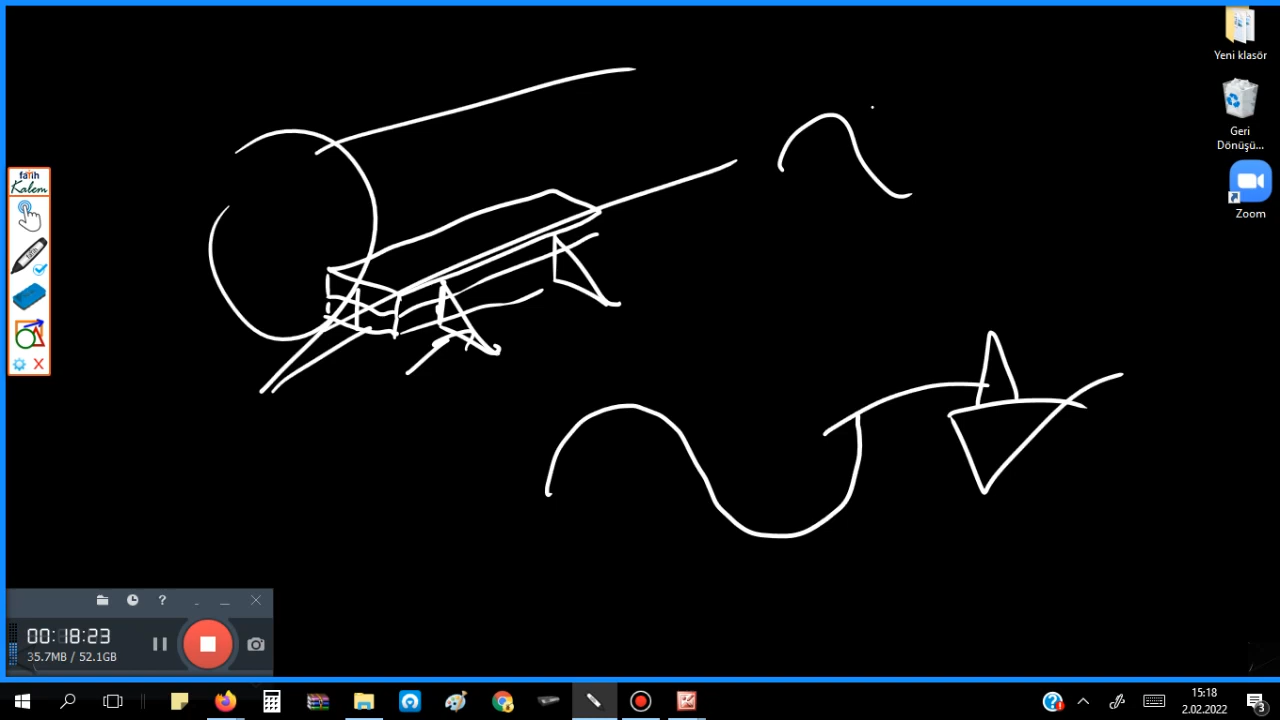 Yeni klasör
Geri
Dönüşü...
Zoom
fatih
Kalem
?
00:18:23
35.7MB / 52.1GB
15:18
2.02.2022
3